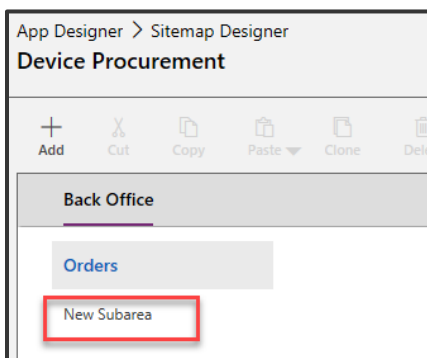 App Designer > Sitemap Designer
Device Procurement
Add Cut Copy Paste Clone
Back Office
Orders
New Subarea